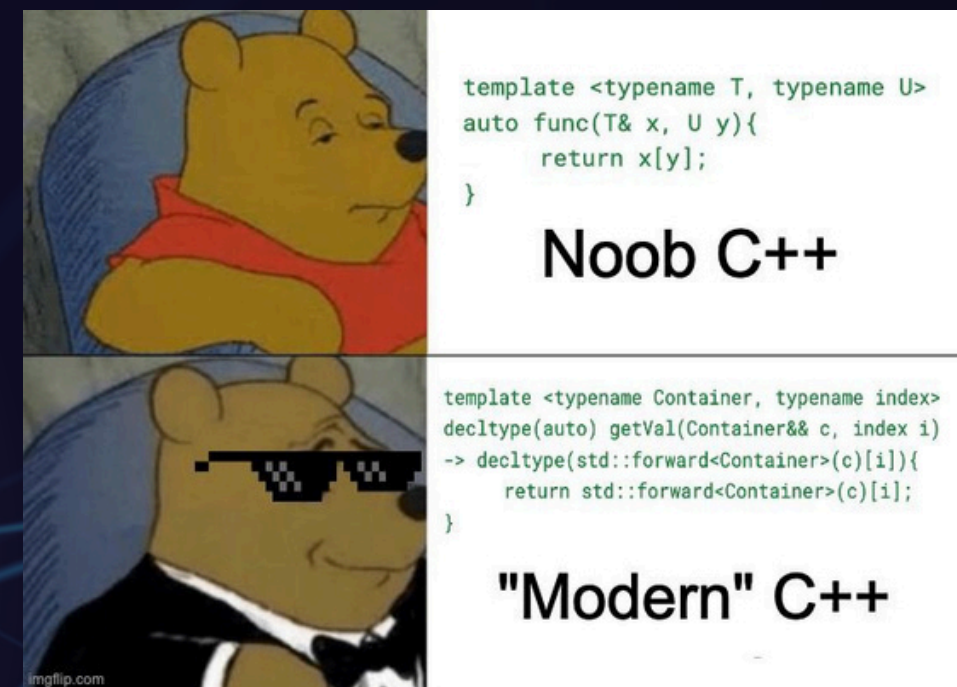 template <typename T, typename U>
auto func(T& x, U y){
return x[y];
}
Noob C++
template <typename Container, typename index>
decltype(auto) getVal(Container&& c, index i)
-> decltype(std::forward<Container>(c)[i]){
return std::forward<Container>(c)[i];
}
"Modern" C++
imgflip.com